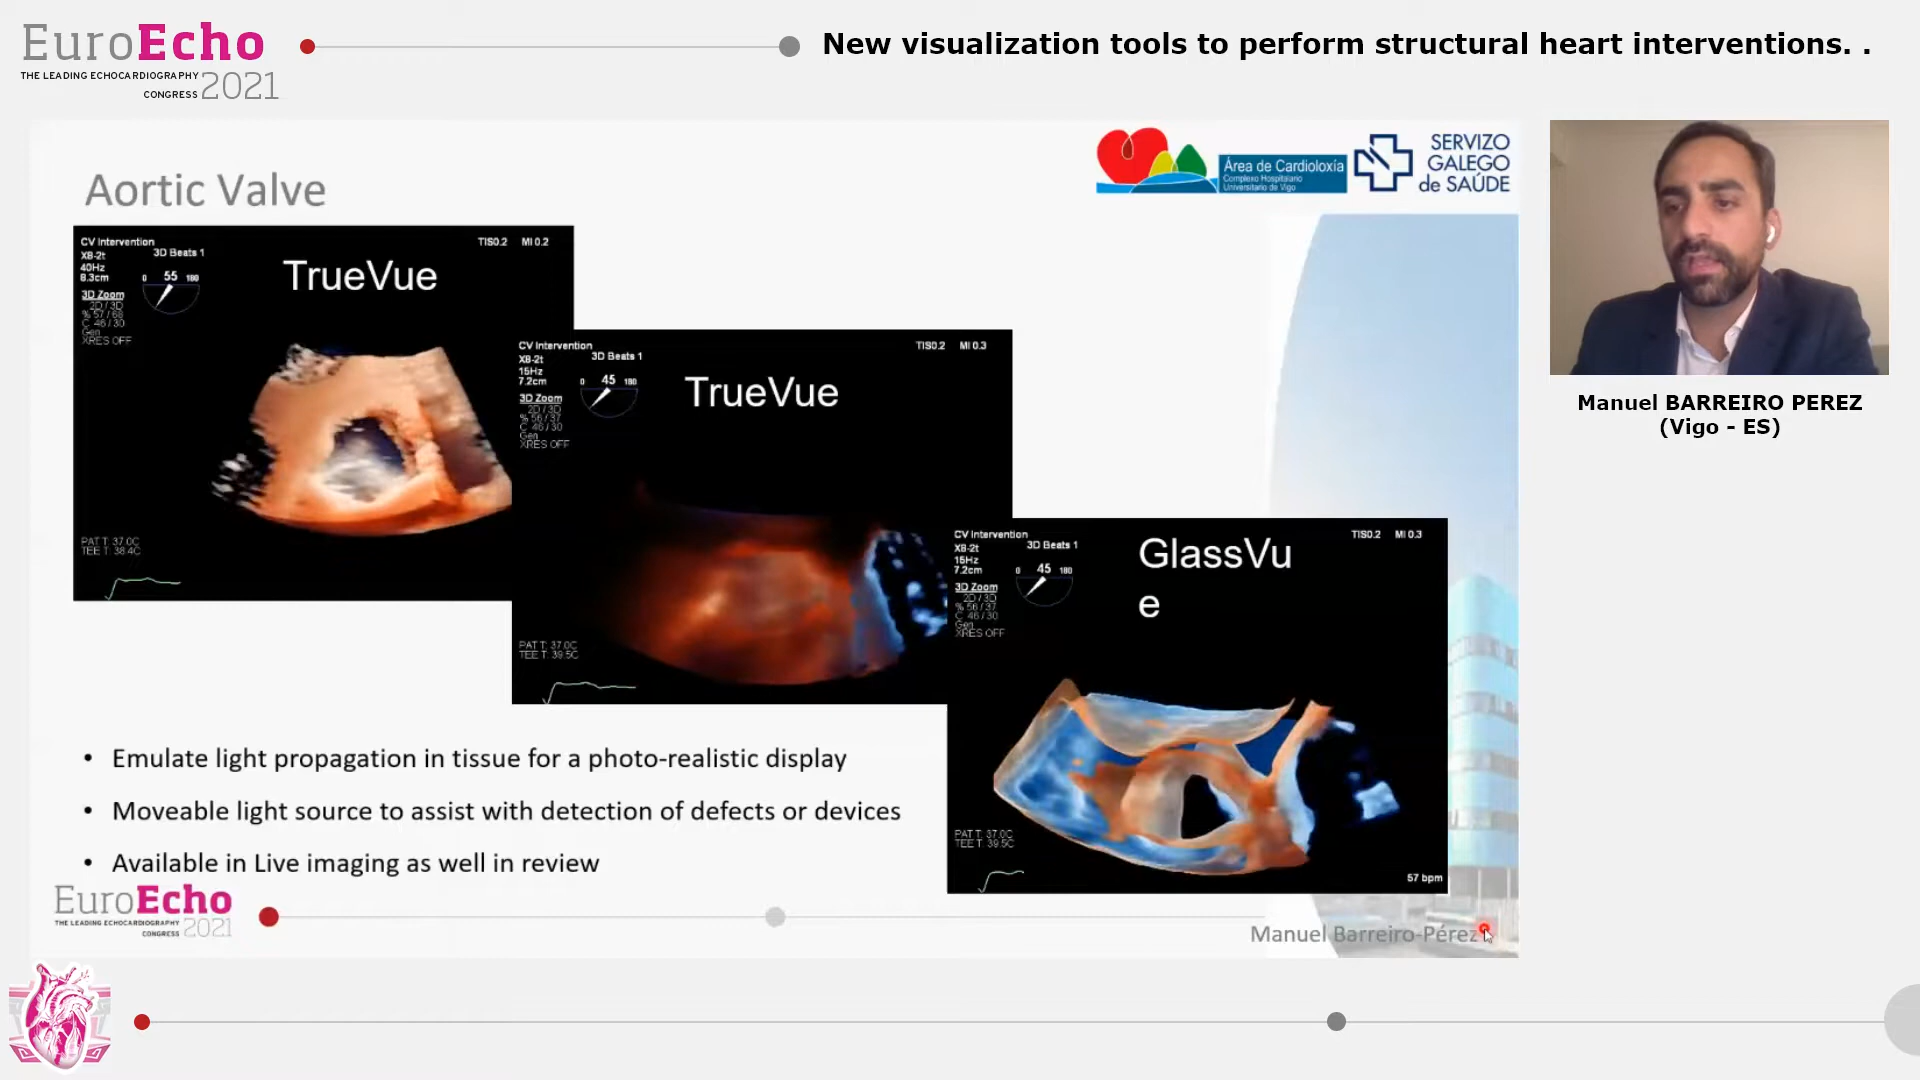 EuroEcho
THE LEADING ECHOCARDIOGRAPHY
CONGRESS 2021
New visualization tools to perform structural heart interventions. .
Aortic Valve
Área de Cardioloxía
Complexo Hospitalario
Universitario de Vigo
SERVIZO
GALEGO
de SAÚDE
CV Intervention
X8-2t
40Hz
8.3cm
3D Beats 1
0 55 180
TIS0.2 MI 0.2
TrueVue
3D Zoom
2D / 3D
% 57 / 68
C 46 / 30
Gen
XRES OFF
PAT T: 37.0C
TEE T: 38.4C
CV Intervention
X8-2t
15Hz
7.2cm
3D Beats 1
0 45 180
TIS0.2 MI 0.3
TrueVue
3D Zoom
2D / 3D
% 56 / 37
C 46 / 30
Gen
XRES OFF
PAT T: 37.0C
TEE T: 39.5C
CV Intervention
X8-2t
15Hz
7.2cm
3D Beats 1
0 45 180
TIS0.2 MI 0.3
GlassVu
e
3D Zoom
2D / 3D
% 56 / 37
C 46 / 30
Gen
XRES OFF
PAT T: 37.0C
TEE T: 39.5C
57 bpm
• Emulate light propagation in tissue for a photo-realistic display
• Moveable light source to assist with detection of defects or devices
• Available in Live imaging as well in review
EuroEcho
THE LEADING ECHOCARDIOGRAPHY
CONGRESS 2021
Manuel Barreiro-Pérez
Manuel BARREIRO PEREZ
(Vigo - ES)